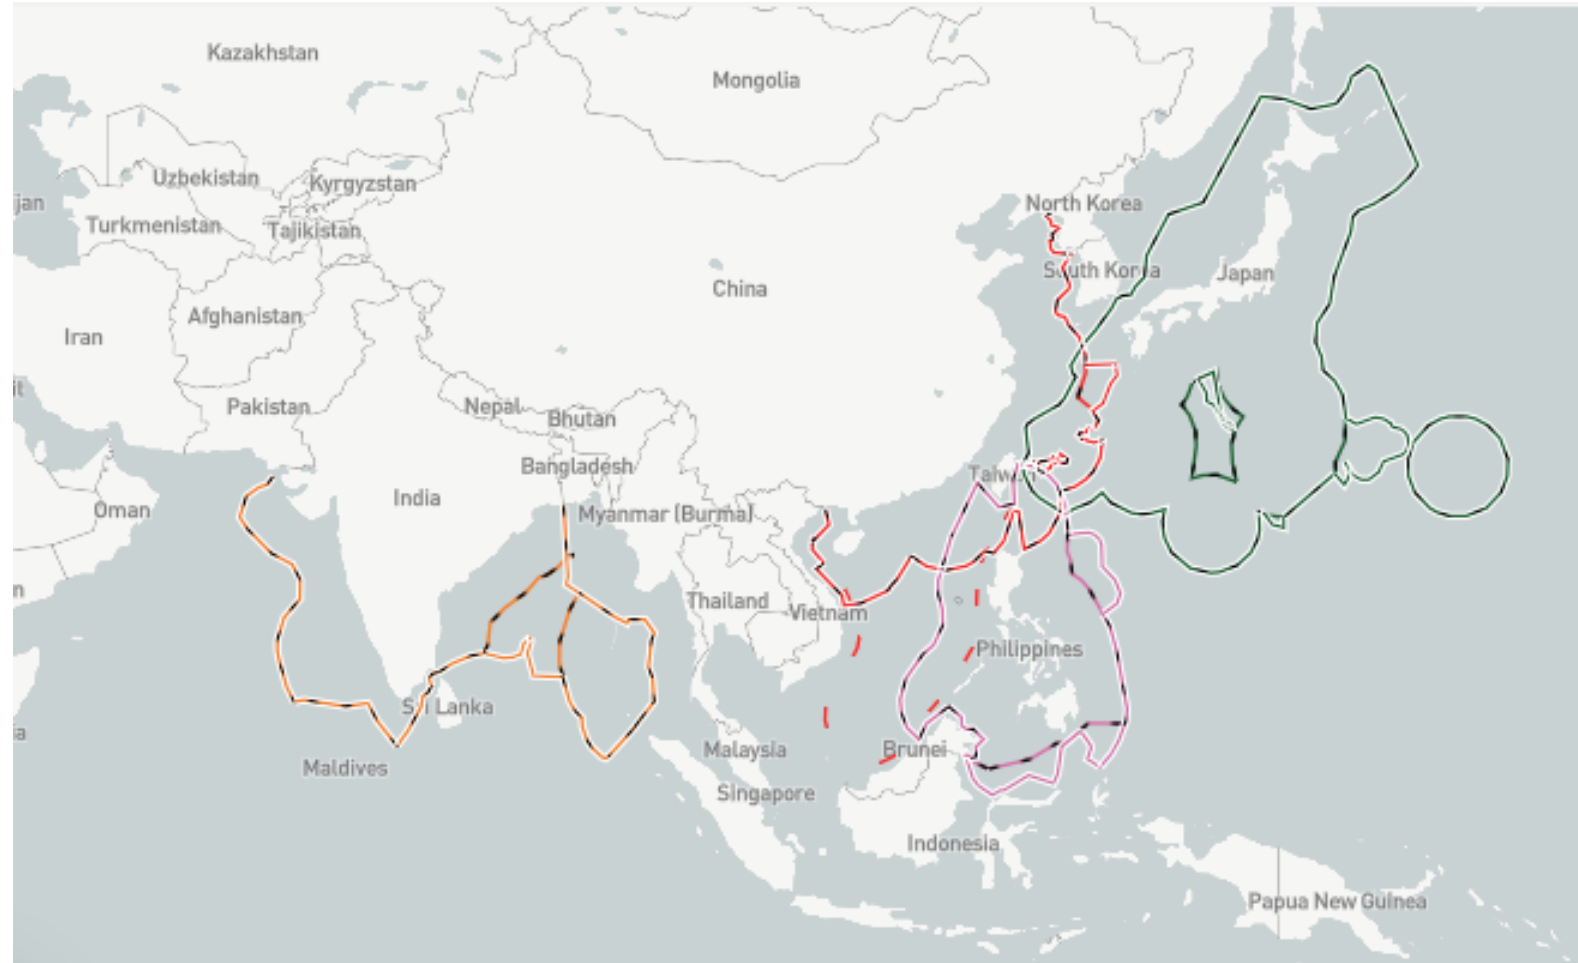 Kazakhstan
Mongolia
Uzbekistan
Kyrgyzstan
jan
North Korea
Turkmenistan
Tajikistan
South Korea
Japan
China
Afghanistan
Iran
it
Pakistan
Nepal
Bhutan
Bangladesh
Taiwan
India
Oman
Myanmar (Burma)
n
Thailand
Vietnam
Philippines
Sri Lanka
a
Malaysia
Brunei
Maldives
Singapore
Indonesia
Papua New Guinea